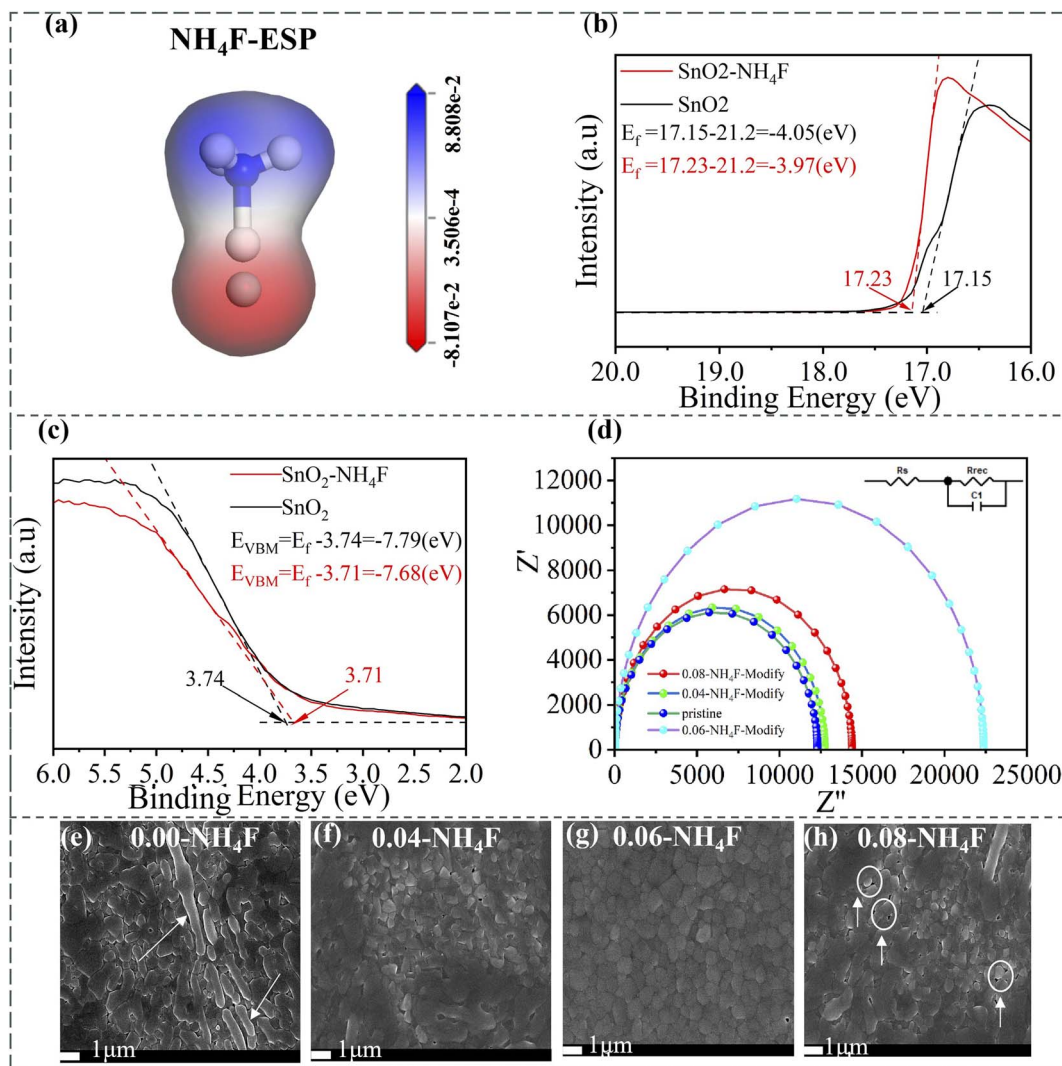 (a)
NH₄F-ESP
8.808e-2
3.506e-4
-8.107e-2
(b)
SnO2-NH₄F
SnO2
E_f =17.15-21.2=-4.05(eV)
E_f =17.23-21.2=-3.97(eV)
17.23
17.15
Intensity (a.u)
20.0 19.0 18.0 17.0 16.0
Binding Energy (eV)
(c)
SnO₂-NH₄F
SnO₂
E_VBM=E_f -3.74=-7.79(eV)
E_VBM=E_f -3.71=-7.68(eV)
3.74
3.71
Intensity (a.u)
6.0 5.5 5.0 4.5 4.0 3.5 3.0 2.5 2.0
Binding Energy (eV)
(d)
Z'
12000
10000
8000
6000
4000
2000
0
Rs
Rrec
C1
0.08-NH₄F-Modify
0.04-NH₄F-Modify
pristine
0.06-NH₄F-Modify
0 5000 10000 15000 20000 25000
Z''
(e) 0.00-NH₄F
1μm
(f) 0.04-NH₄F
1μm
(g) 0.06-NH₄F
1μm
(h) 0.08-NH₄F
1μm